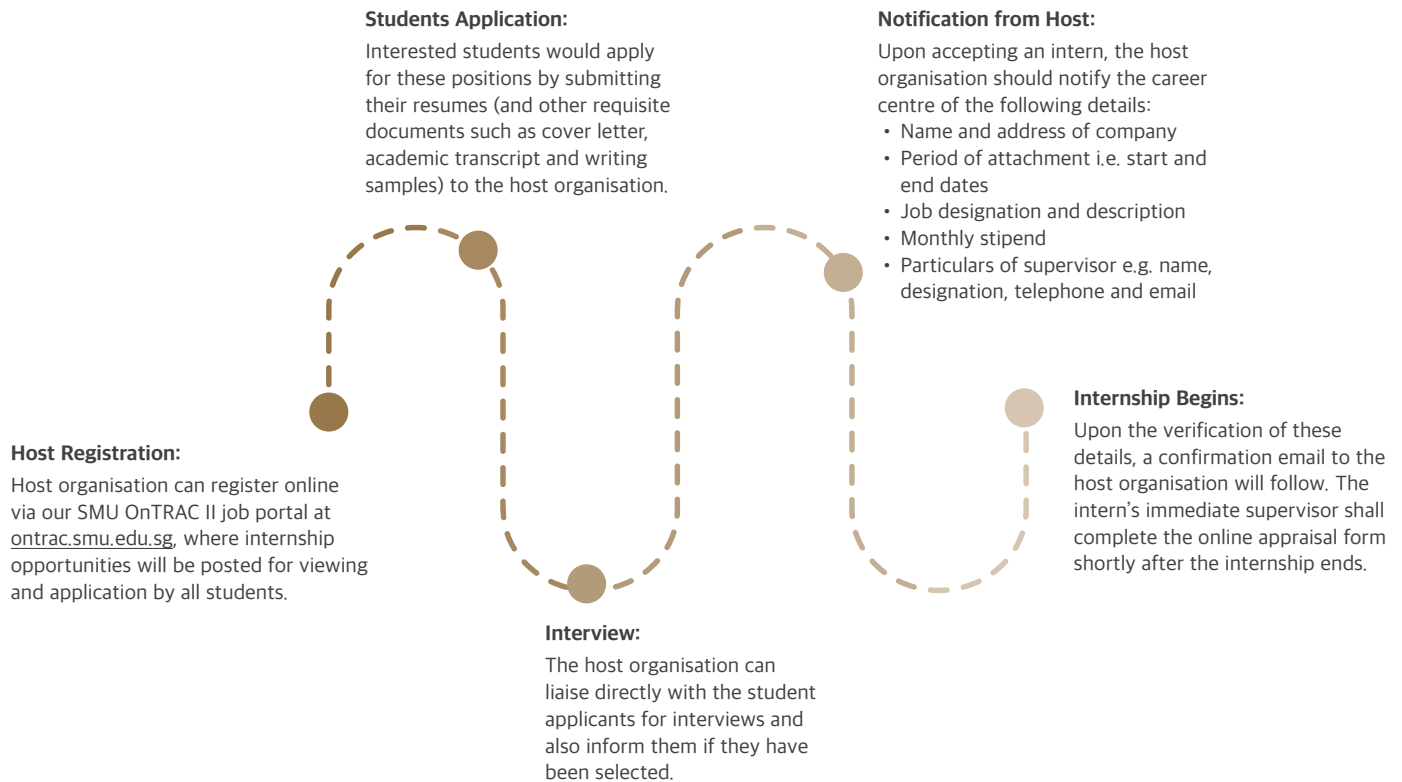 Host Registration:
Host organisation can register online
via our SMU OnTRAC II job portal at
ontrac.smu.edu.sg, where internship
opportunities will be posted for viewing
and application by all students.
Students Application:
Interested students would apply
for these positions by submitting
their resumes (and other requisite
documents such as cover letter,
academic transcript and writing
samples) to the host organisation.
Interview:
The host organisation can
liaise directly with the student
applicants for interviews and
also inform them if they have
been selected.
Notification from Host:
Upon accepting an intern, the host
organisation should notify the career
centre of the following details:
• Name and address of company
• Period of attachment i.e. start and
end dates
• Job designation and description
• Monthly stipend
• Particulars of supervisor e.g. name,
designation, telephone and email
Internship Begins:
Upon the verification of these
details, a confirmation email to the
host organisation will follow. The
intern’s immediate supervisor shall
complete the online appraisal form
shortly after the internship ends.